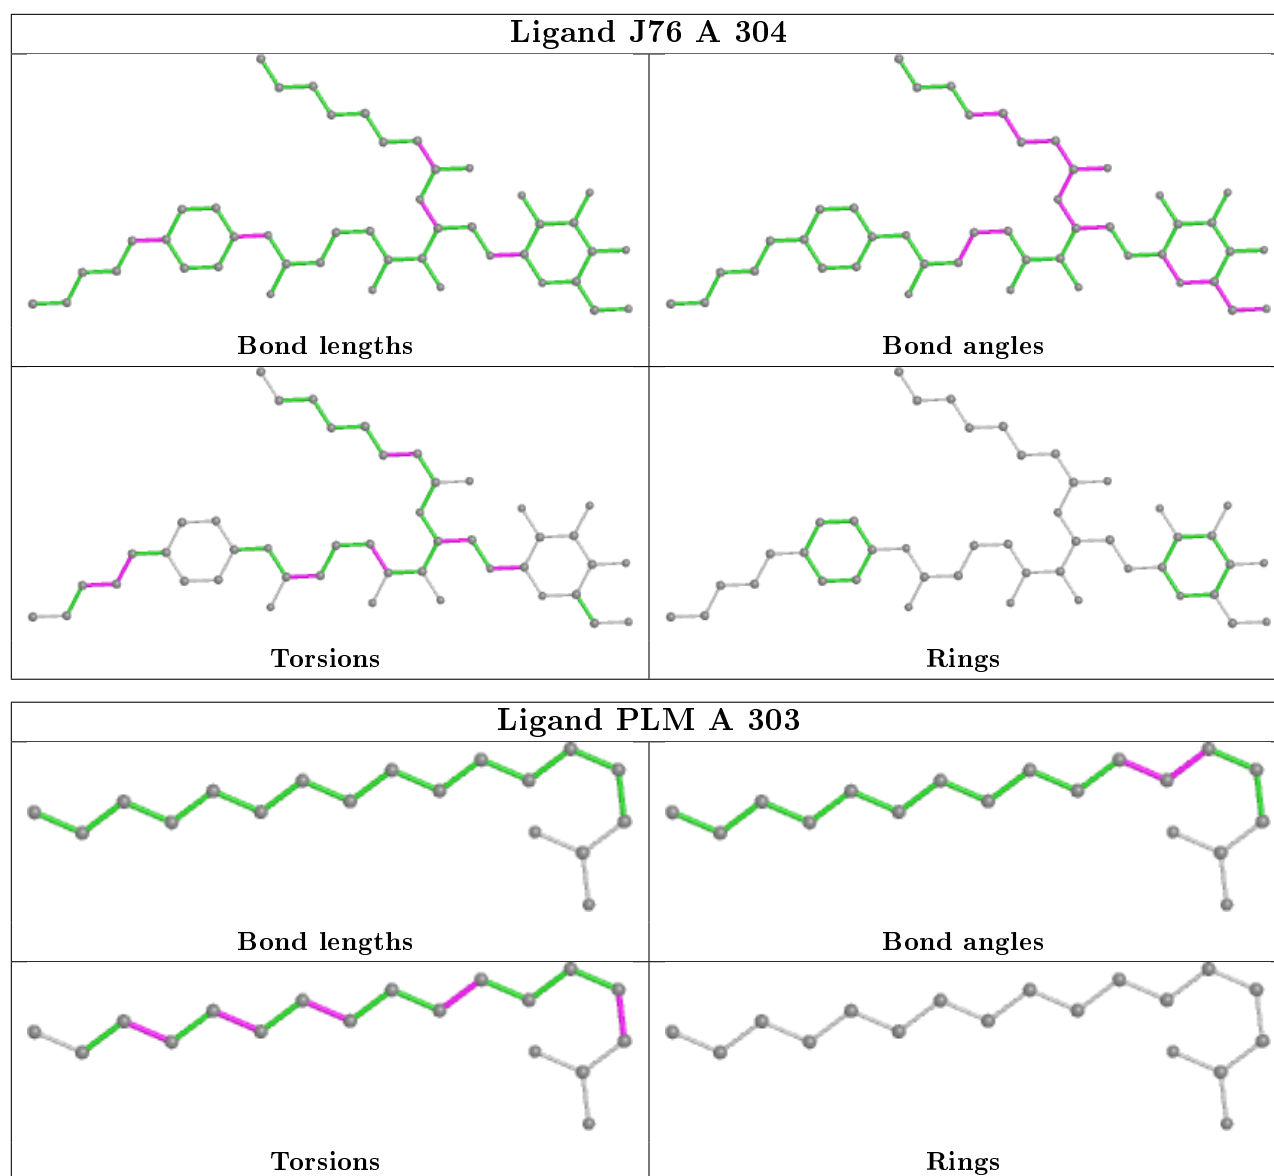 Ligand J76 A 304
Bond lengths
Bond angles
Torsions
Rings
Ligand PLM A 303
Bond lengths
Bond angles
Torsions
Rings